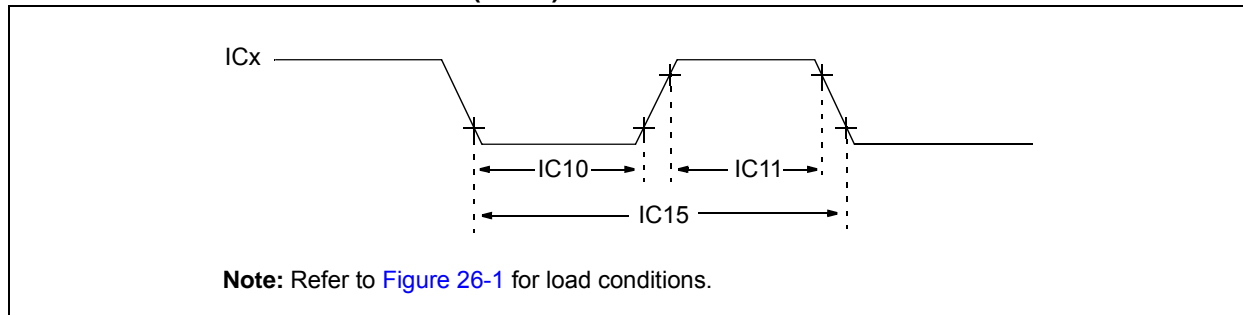 ICx
IC10
IC11
IC15
Note: Refer to Figure 26-1 for load conditions.